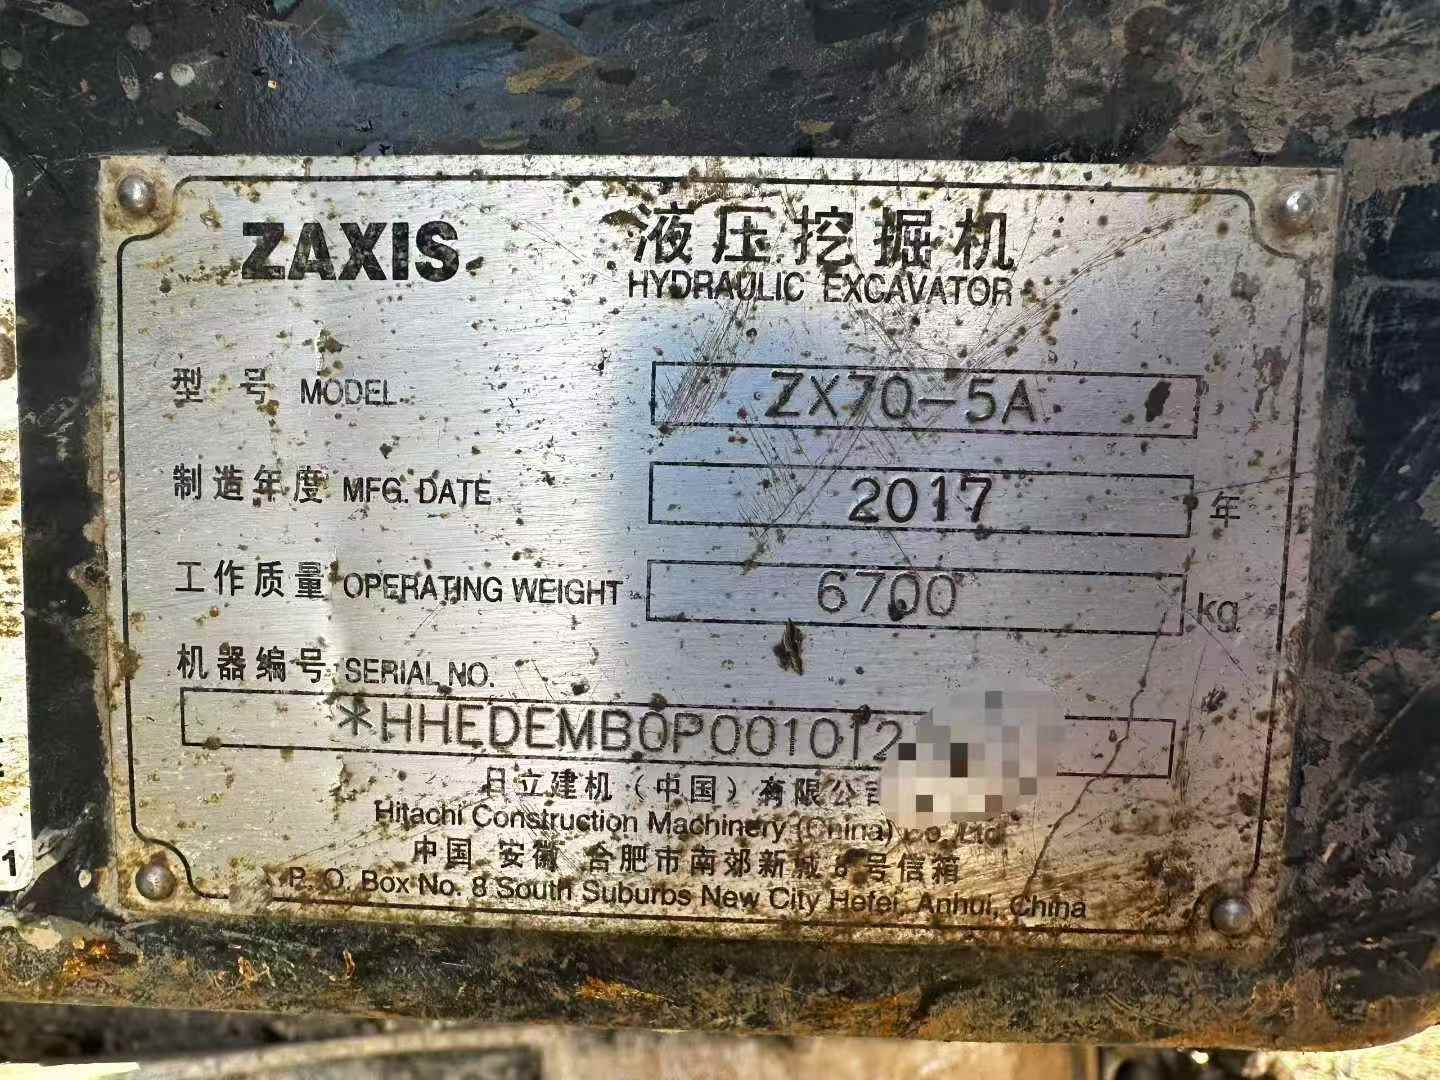 ZAXIS 液压挖掘机
HYDRAULIC EXCAVATOR
型 号 MODEL ZX70-5A
制造年度 MFG. DATE 2017 年
工作质量 OPERATING WEIGHT 6700 kg
机器编号 SERIAL NO.
*HHEDEMB0P001012
日立建机（中国）有限公司
Hitachi Construction Machinery (China) Co., Ltd.
中国 安徽 合肥市南郊新城 8 号信箱
P. O. Box No. 8 South Suburbs New City Hefei, Anhui, China
1